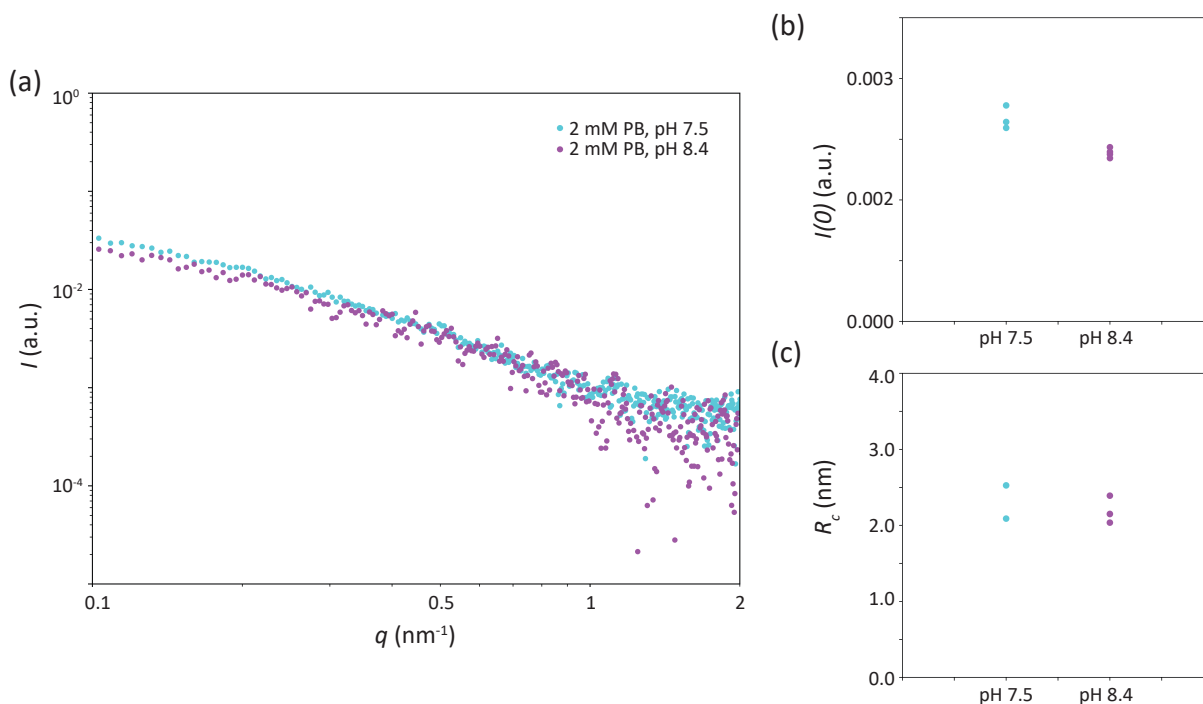 (a)
10⁰
10⁻²
10⁻⁴
I (a.u.)
2 mM PB, pH 7.5
2 mM PB, pH 8.4
0.1
0.5
1
2
q (nm⁻¹)
(b)
0.003
0.002
0.000
I(0) (a.u.)
pH 7.5
pH 8.4
(c)
4.0
3.0
2.0
1.0
0.0
R_c (nm)
pH 7.5
pH 8.4